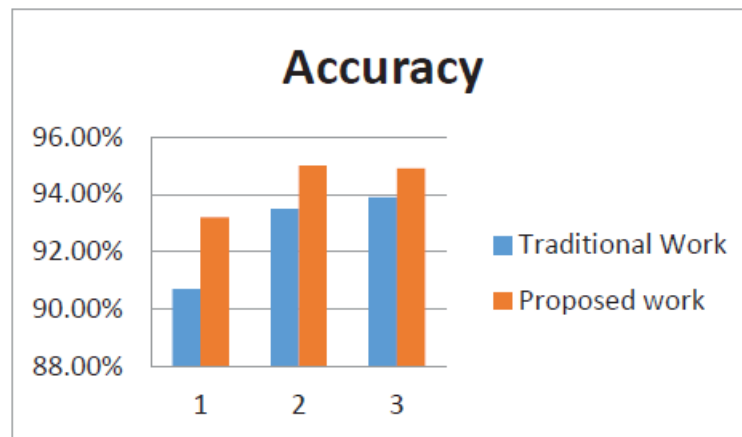 Accuracy
96.00%
94.00%
92.00%
90.00%
88.00%
1 2 3
Traditional Work
Proposed work